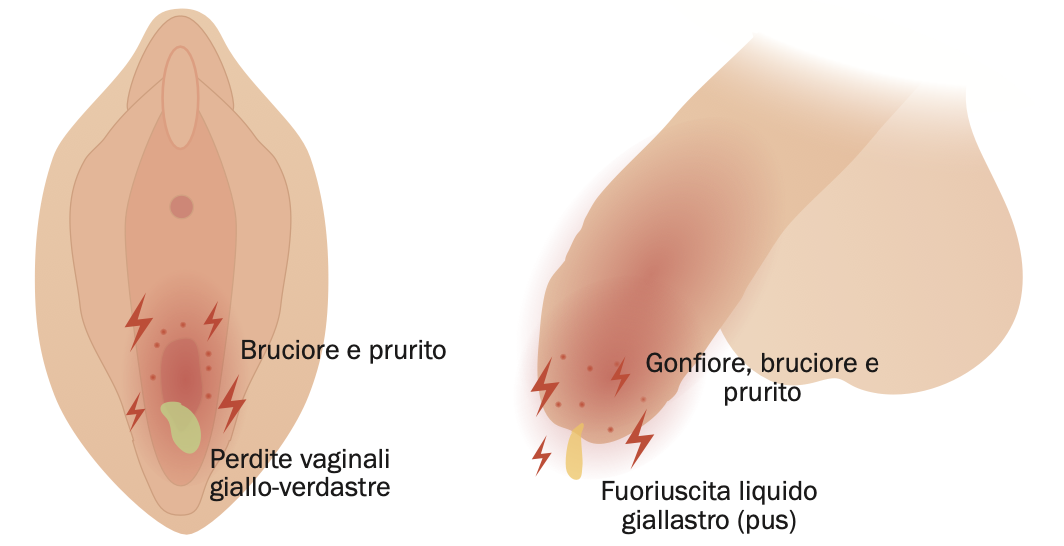 Bruciore e prurito
Perdite vaginali
giallo-verdastre
Gonfiore, bruciore e
prurito
Fuoriuscita liquido
giallastro (pus)